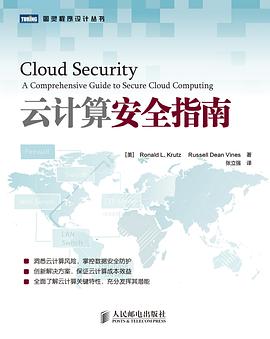 TURING 图灵程序设计丛书
Cloud Security
A Comprehensive Guide to Secure Cloud Computing
云计算安全指南
[美] Ronald L. Krutz Russell Dean Vines 著
张立强 译
Firewall
LAN
Switch
洞悉云计算风险，掌控数据安全防护
创新解决方案，保证云计算成本效益
全面了解云计算关键特性，充分发挥其潜能
人民邮电出版社
POSTS & TELECOM PRESS